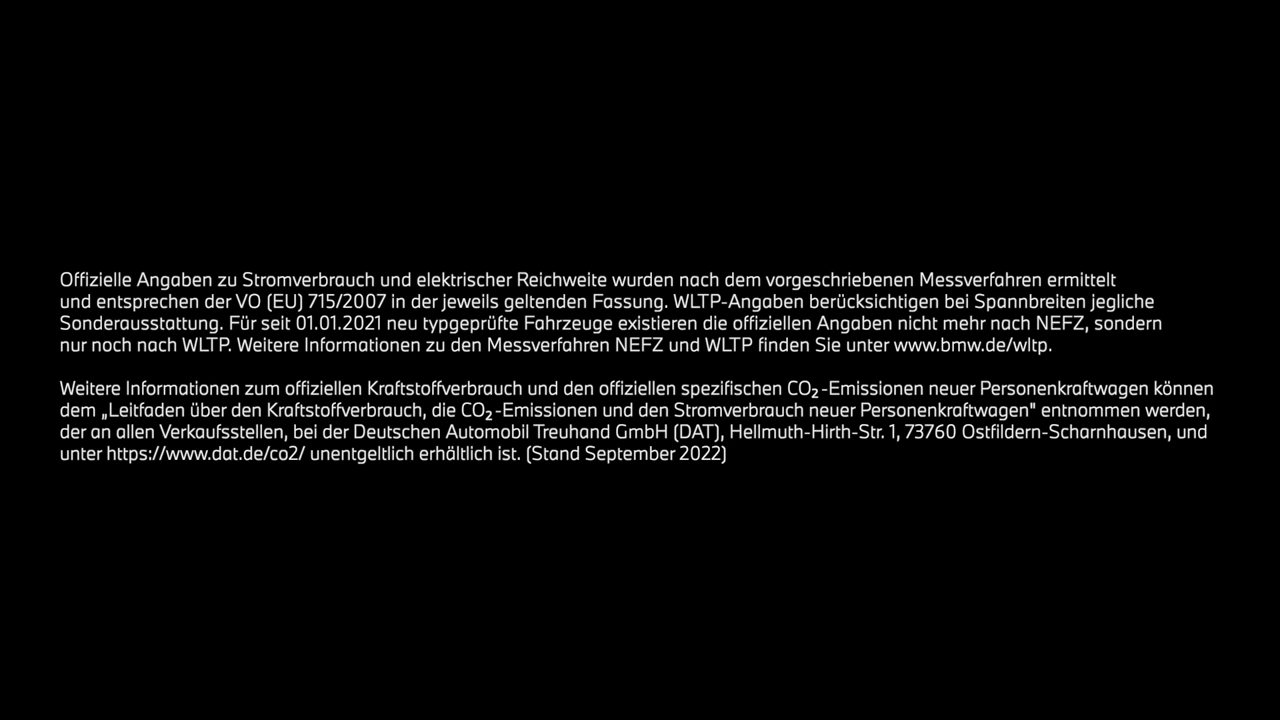 Offizielle Angaben zu Stromverbrauch und elektrischer Reichweite wurden nach dem vorgeschriebenen Messverfahren ermittelt
und entsprechen der VO (EU) 715/2007 in der jeweils geltenden Fassung. WLTP-Angaben berücksichtigen bei Spannbreiten jegliche
Sonderausstattung. Für seit 01.01.2021 neu typgeprüfte Fahrzeuge existieren die offiziellen Angaben nicht mehr nach NEFZ, sondern
nur noch nach WLTP. Weitere Informationen zu den Messverfahren NEFZ und WLTP finden Sie unter www.bmw.de/wltp.
Weitere Informationen zum offiziellen Kraftstoffverbrauch und den offiziellen spezifischen CO₂-Emissionen neuer Personenkraftwagen können
dem „Leitfaden über den Kraftstoffverbrauch, die CO₂-Emissionen und den Stromverbrauch neuer Personenkraftwagen" entnommen werden,
der an allen Verkaufsstellen, bei der Deutschen Automobil Treuhand GmbH (DAT), Hellmuth-Hirth-Str. 1, 73760 Ostfildern-Scharnhausen, und
unter https://www.dat.de/co2/ unentgeltlich erhältlich ist. (Stand September 2022)